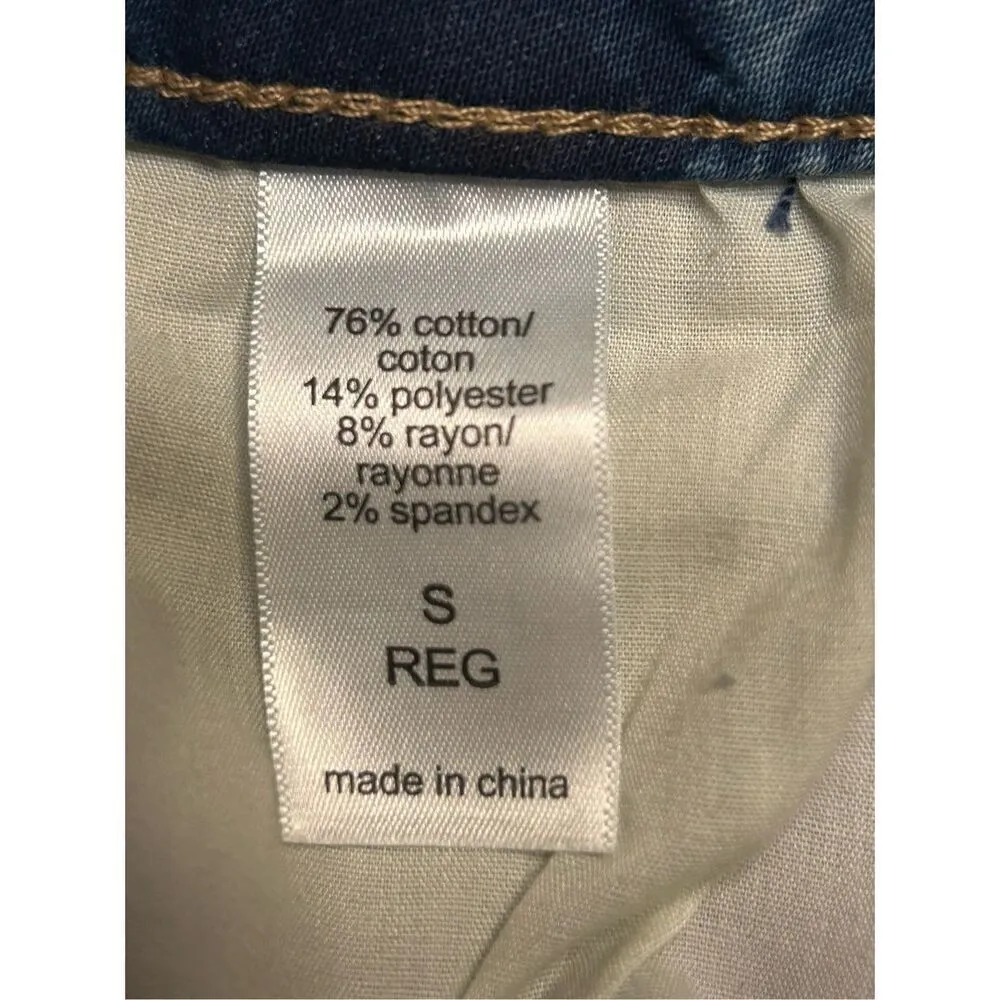 76% cotton/
coton
14% polyester
8% rayon/
rayonne
2% spandex
S
REG
made in china